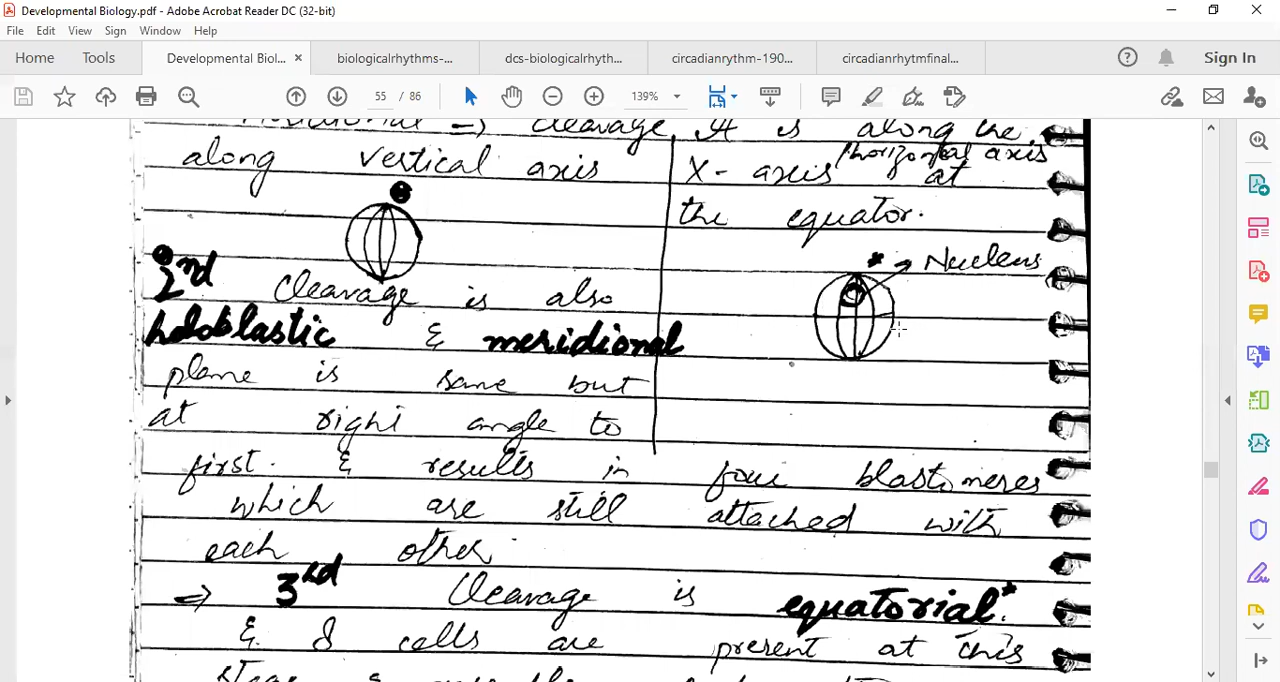 Developmental Biology.pdf - Adobe Acrobat Reader DC (32-bit)
File Edit View Sign Window Help
Home Tools Developmental Biol... × biologicalrhythms-... dcs-biologicalrhyth... circadianrythm-190... circadianrhytmfinal... Sign In
55 / 86 139%
Meridional => cleavage
along vertical axis
It is along the
X-axis / horizontal axis at
the equator.
Nucleus
2nd Cleavage is also
holoblastic & meridional
plane is same but
at right angle to
first. & results in four blastomeres
which are still attached with
each other.
=> 3rd Cleavage is equatorial*.
& 8 cells are present at this
stage &